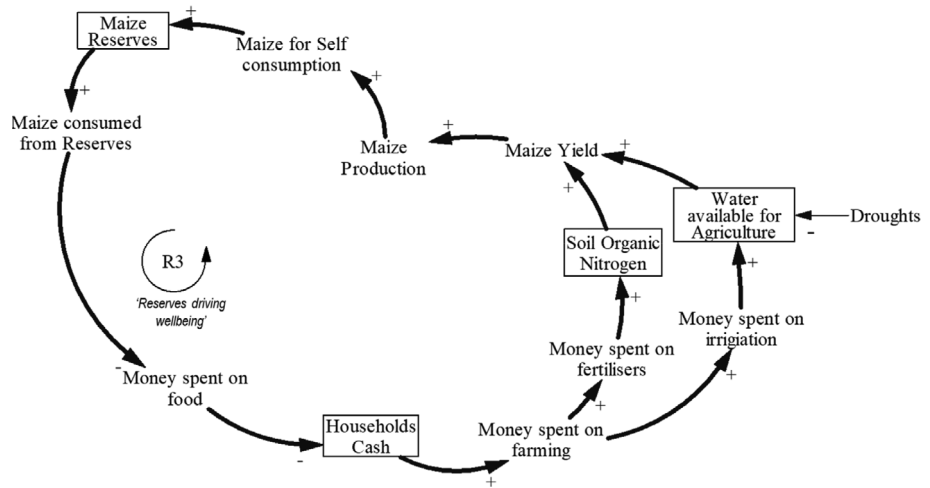 Maize
Reserves
+
Maize for Self
consumption
+
+
Maize consumed
from Reserves
Maize
Production
+
Maize Yield
+
+
Water
available for
Agriculture
-
Droughts
Soil Organic
Nitrogen
R3
‘Reserves driving
wellbeing’
+
+
Money spent on
irrigiation
Money spent on
fertilisers
+
+
-
Money spent on
food
-
Households
Cash
+
Money spent on
farming